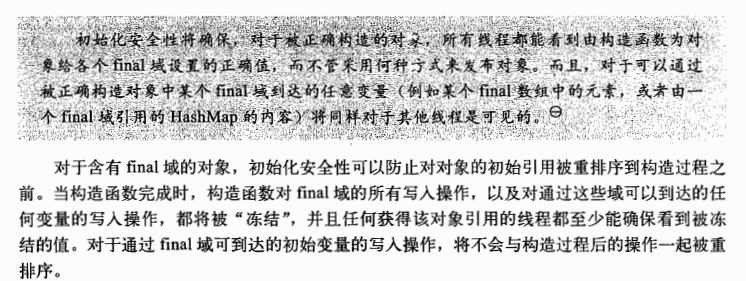 初始化安全性将确保，对于被正确构造的对象，所有线程都能看到由构造函数为对
象给各个 final 域设置的正确值，而不管采用何种方式来发布对象。而且，对于可以通过
被正确构造对象中某个 final 域到达的任意变量（例如某个 final 数组中的元素，或者由一
个 final 域引用的 HashMap 的内容）将同样对于其他线程是可见的。⊖
对于含有 final 域的对象，初始化安全性可以防止对对象的初始引用被重排序到构造过程之
前。当构造函数完成时，构造函数对 final 域的所有写入操作，以及对通过这些域可以到达的任
何变量的写入操作，都将被“冻结”，并且任何获得该对象引用的线程都至少能确保看到被冻
结的值。对于通过 final 域可到达的初始变量的写入操作，将不会与构造过程后的操作一起被重
排序。